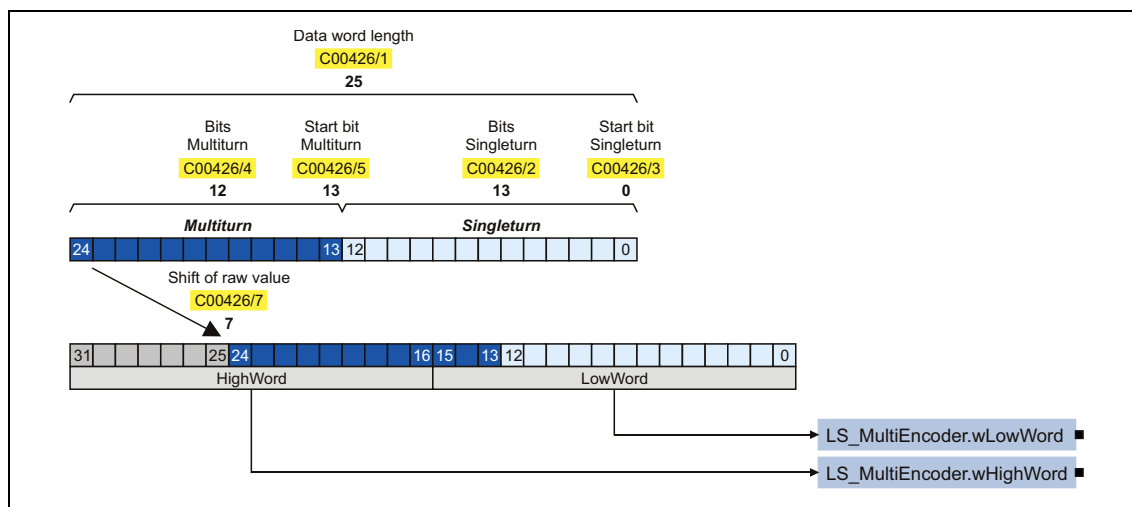 Data word length
C00426/1
25
Bits Multiturn
C00426/4
12
Start bit Multiturn
C00426/5
13
Bits Singleturn
C00426/2
13
Start bit Singleturn
C00426/3
0
Multiturn Singleturn
24 13 12 0
Shift of raw value
C00426/7
7
31 25 24 16 15 13 12 0
HighWord LowWord
LS_MultiEncoder.wLowWord
LS_MultiEncoder.wHighWord